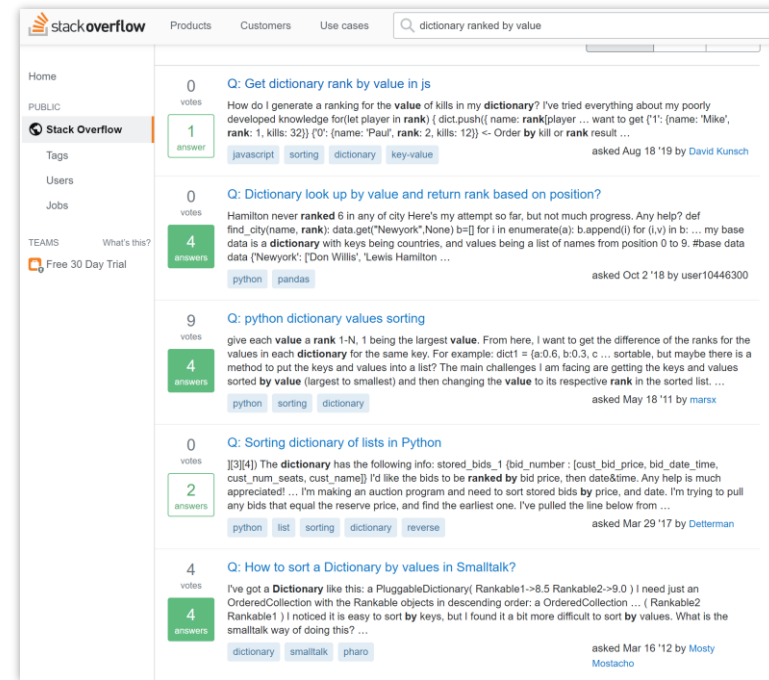 stackoverflow Products Customers Use cases dictionary ranked by value
Home
PUBLIC
Stack Overflow
Tags
Users
Jobs
TEAMS What's this?
Free 30 Day Trial
0
votes
1
answer
Q: Get dictionary rank by value in js
How do I generate a ranking for the value of kills in my dictionary? I've tried everything about my poorly
developed knowledge for(let player in rank) { dict.push({ name: rank[player ... want to get {'1': {name: 'Mike',
rank: 1, kills: 32}} {'0': {name: 'Paul', rank: 2, kills: 12}} <- Order by kill or rank result ...
javascript sorting dictionary key-value
asked Aug 18 '19 by David Kunsch
0
votes
4
answers
Q: Dictionary look up by value and return rank based on position?
Hamilton never ranked 6 in any of city Here's my attempt so far, but not much progress. Any help? def
find_city(name, rank): data.get("Newyork",None) b=[] for i in enumerate(a): b.append(i) for (i,v) in b: ... my base
data is a dictionary with keys being countries, and values being a list of names from position 0 to 9. #base data
data {'Newyork': ['Don Willis', 'Lewis Hamilton ...
python pandas
asked Oct 2 '18 by user10446300
9
votes
4
answers
Q: python dictionary values sorting
give each value a rank 1-N, 1 being the largest value. From here, I want to get the difference of the ranks for the
values in each dictionary for the same key. For example: dict1 = {a:0.6, b:0.3, c ... sortable, but maybe there is a
method to put the keys and values into a list? The main challenges I am facing are getting the keys and values
sorted by value (largest to smallest) and then changing the value to its respective rank in the sorted list. ...
python sorting dictionary
asked May 18 '11 by marsx
0
votes
2
answers
Q: Sorting dictionary of lists in Python
][3][4]) The dictionary has the following info: stored_bids_1 {bid_number : [cust_bid_price, bid_date_time,
cust_num_seats, cust_name]} I'd like the bids to be ranked by bid price, then date&time. Any help is much
appreciated! ... I'm making an auction program and need to sort stored bids by price, and date. I'm trying to pull
any bids that equal the reserve price, and find the earliest one. I've pulled the line below from ...
python list sorting dictionary reverse
asked Mar 29 '17 by Detterman
4
votes
4
answers
Q: How to sort a Dictionary by values in Smalltalk?
I've got a Dictionary like this: a PluggableDictionary( Rankable1->8.5 Rankable2->9.0 ) I need just an
OrderedCollection with the Rankable objects in descending order: a OrderedCollection ... ( Rankable2
Rankable1 ) I noticed it is easy to sort by keys, but I found it a bit more difficult to sort by values. What is the
smalltalk way of doing this? ...
dictionary smalltalk pharo
asked Mar 16 '12 by Mosty
Mostacho